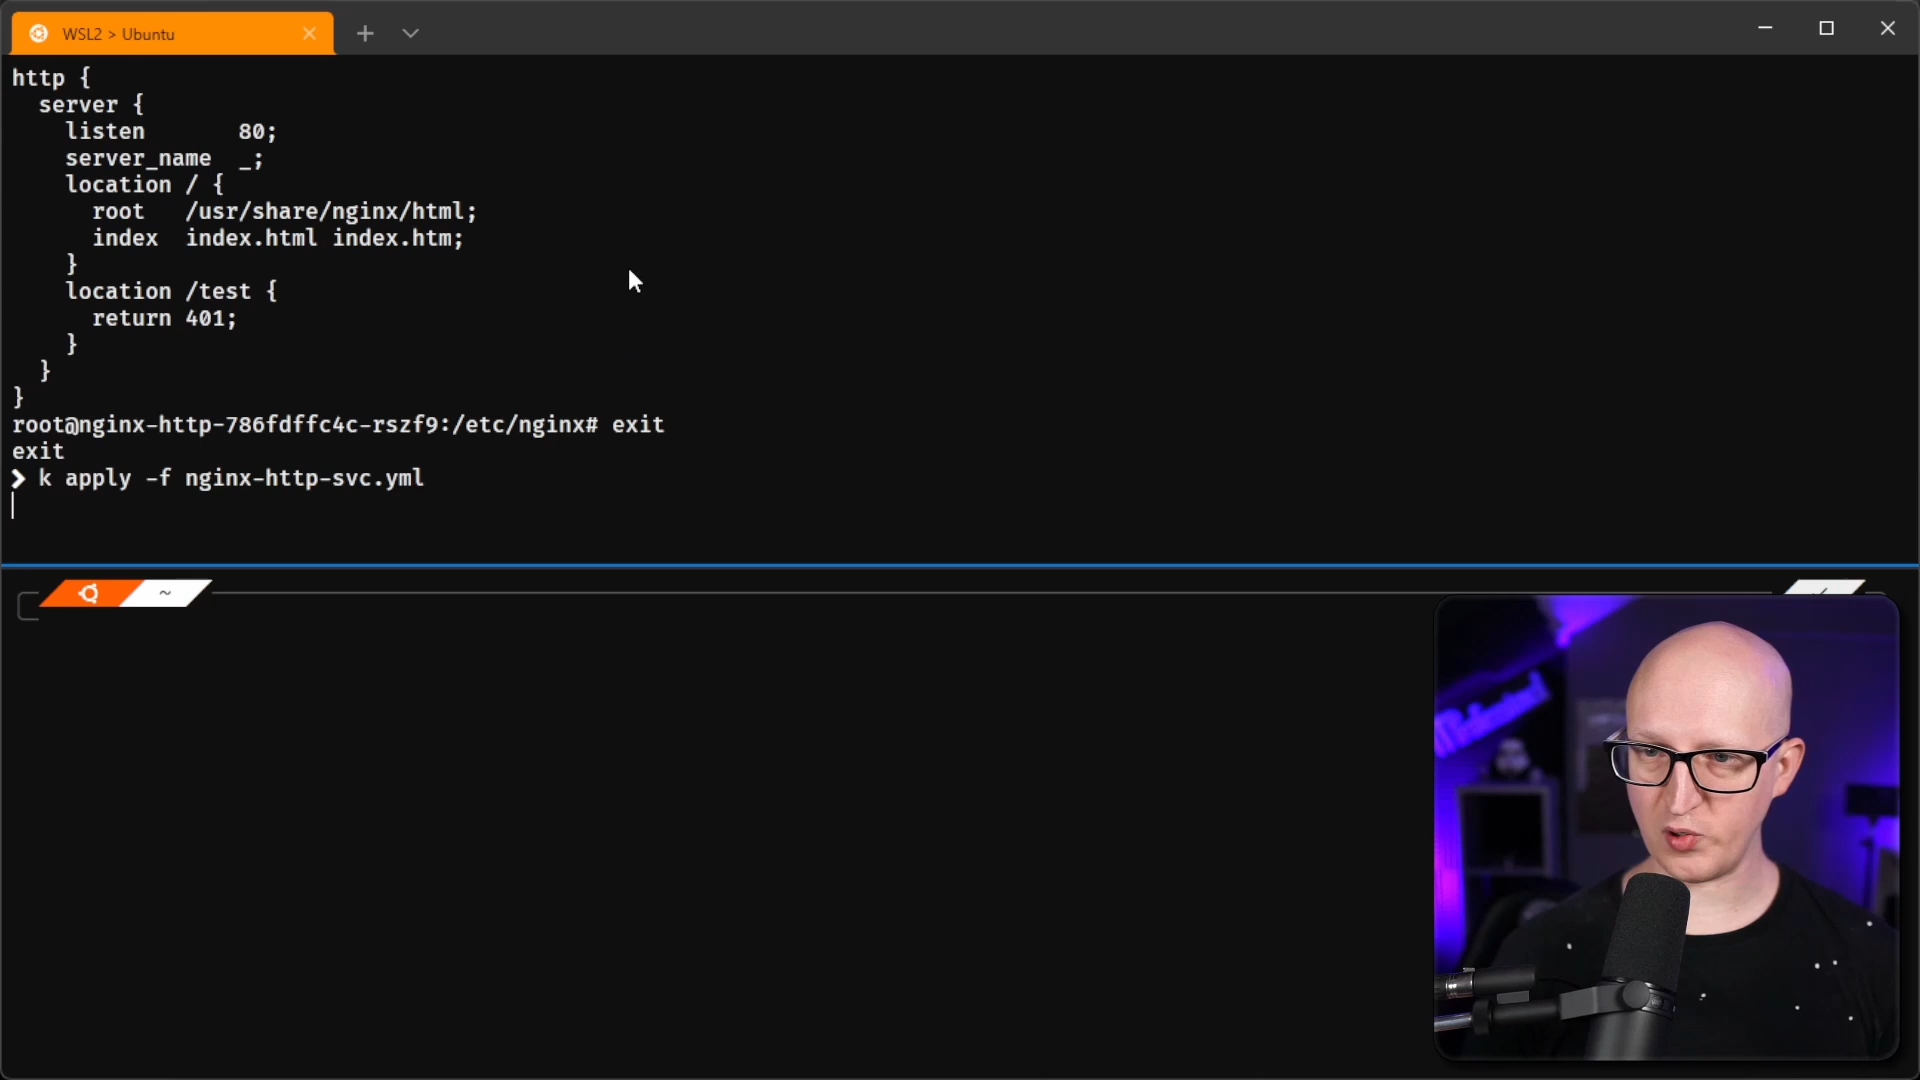 WSL2 > Ubuntu
http {
server {
listen 80;
server_name _;
location / {
root /usr/share/nginx/html;
index index.html index.htm;
}
location /test {
return 401;
}
}
}
root@nginx-http-786fdffc4c-rszf9:/etc/nginx# exit
exit
❯ k apply -f nginx-http-svc.yml
~